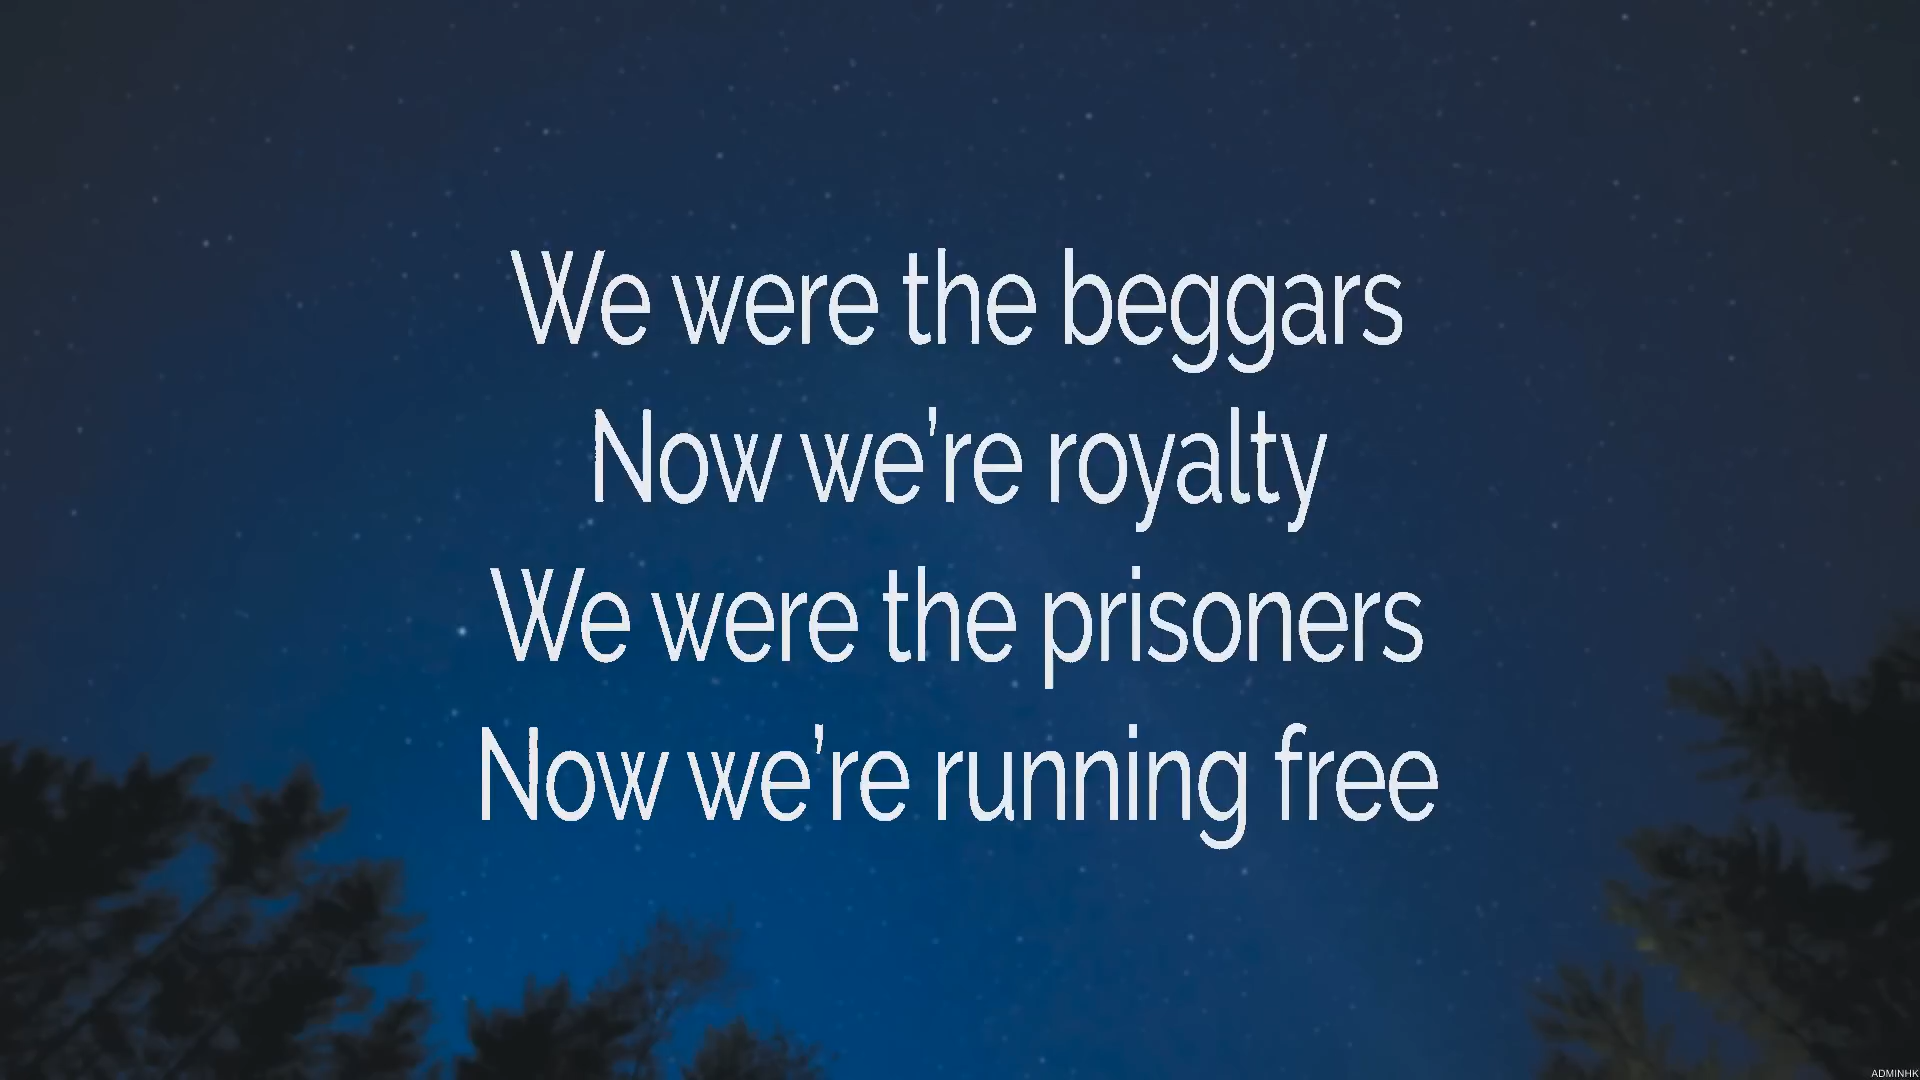 We were the beggars
Now we're royalty
We were the prisoners
Now we're running free
ADMINHK